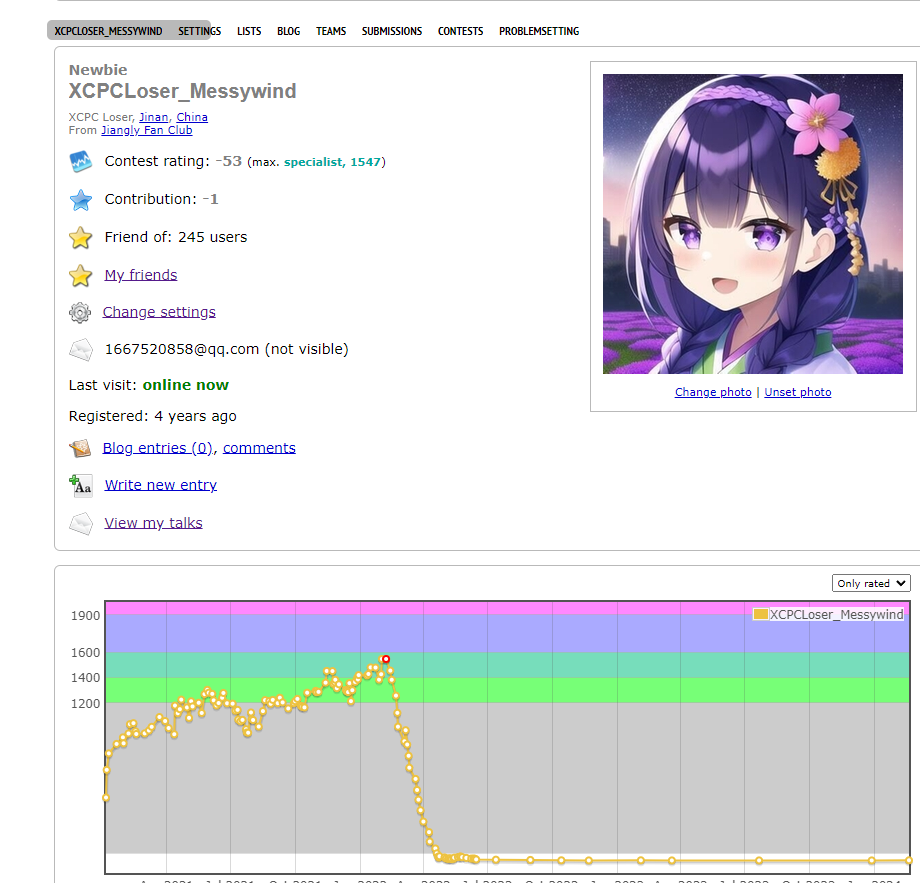 XCPCLOSER_MESSYWIND SETTINGS LISTS BLOG TEAMS SUBMISSIONS CONTESTS PROBLEMSETTING
Newbie
XCPCLoser_Messywind
XCPC Loser, Jinan, China
From Jiangly Fan Club
Contest rating: -53 (max. specialist, 1547)
Contribution: -1
Friend of: 245 users
My friends
Change settings
1667520858@qq.com (not visible)
Last visit: online now
Registered: 4 years ago
Blog entries (0), comments
Aa Write new entry
View my talks
Change photo | Unset photo
Only rated
XCPCLoser_Messywind
1900
1600
1400
1200